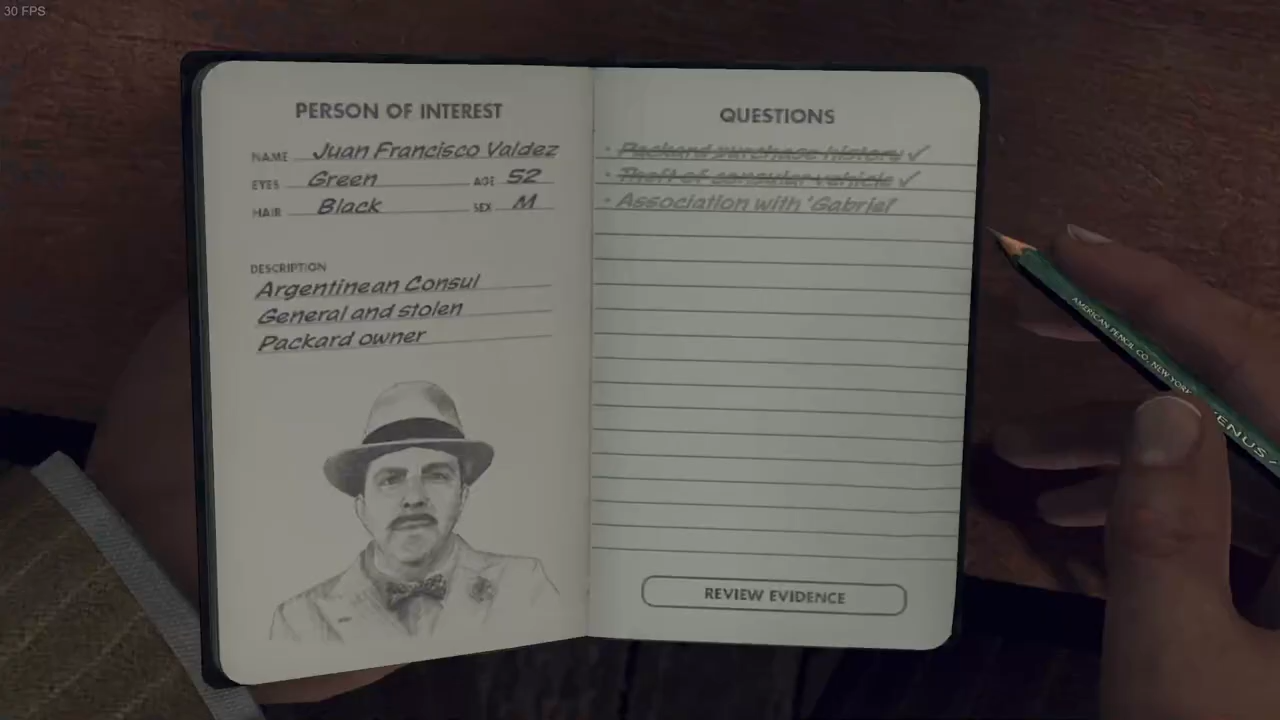 30 FPS
PERSON OF INTEREST
NAME Juan Francisco Valdez
EYES Green AGE 52
HAIR Black SEX M
DESCRIPTION
Argentinean Consul
General and stolen
Packard owner
QUESTIONS
• Packard purchase history ✓
• Theft of consular vehicle ✓
• Association with 'Gabriel'
REVIEW EVIDENCE
AMERICAN PENCIL CO. NEW YORK
VENUS